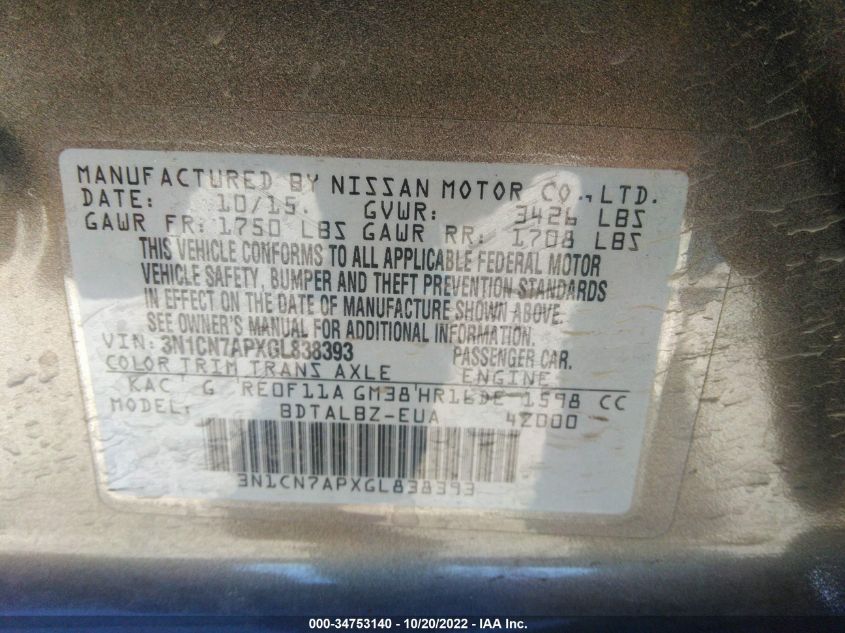 MANUFACTURED BY NISSAN MOTOR CO., LTD.
DATE: 10/15. GVWR: 3426 LBS
GAWR FR: 1750 LBS GAWR RR: 1708 LBS
THIS VEHICLE CONFORMS TO ALL APPLICABLE FEDERAL MOTOR
VEHICLE SAFETY, BUMPER AND THEFT PREVENTION STANDARDS
IN EFFECT ON THE DATE OF MANUFACTURE SHOWN ABOVE.
SEE OWNER'S MANUAL FOR ADDITIONAL INFORMATION.
VIN: 3N1CN7APXGL838393 PASSENGER CAR.
COLOR TRIM TRANS AXLE ENGINE
KAC G RE0F11A GM38 HR16DE 1598 CC
MODEL: BDTALBZ-EUA 4Z000
3N1CN7APXGL838393
000-34753140 - 10/20/2022 - IAA Inc.